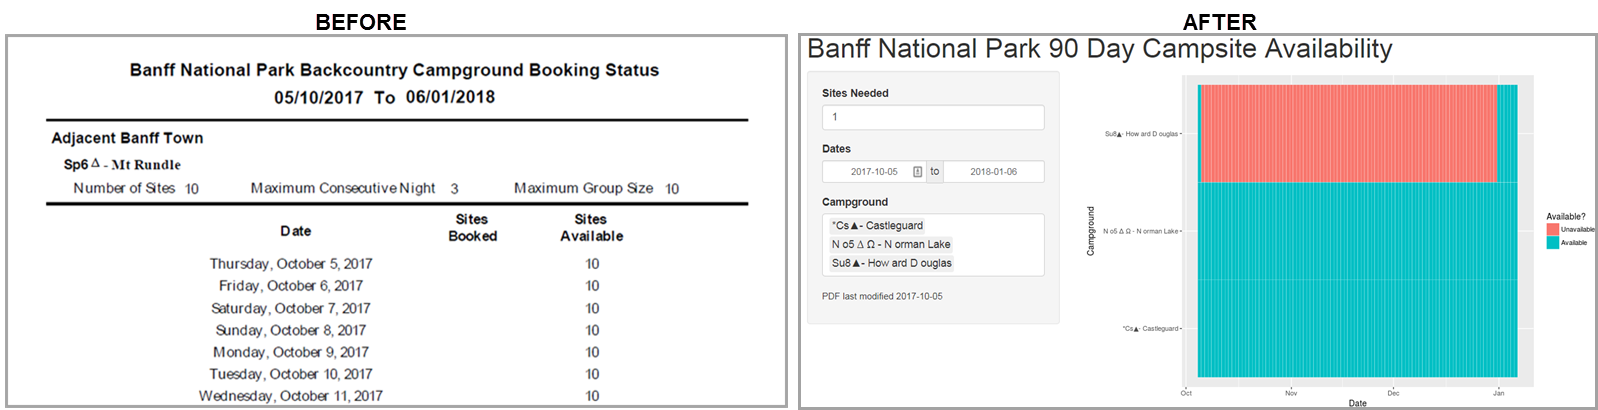 BEFORE
Banff National Park Backcountry Campground Booking Status
05/10/2017 To 06/01/2018
Adjacent Banff Town
Sp6 Δ - Mt Rundle
Number of Sites 10 Maximum Consecutive Night 3 Maximum Group Size 10
Date Sites Booked Sites Available
Thursday, October 5, 2017 10
Friday, October 6, 2017 10
Saturday, October 7, 2017 10
Sunday, October 8, 2017 10
Monday, October 9, 2017 10
Tuesday, October 10, 2017 10
Wednesday, October 11, 2017 10
AFTER
Banff National Park 90 Day Campsite Availability
Sites Needed
1
Dates
2017-10-05 to 2018-01-06
Campground
"Cs▲- Castleguard
N o5 Δ Ω - N orman Lake
Su8▲- How ard D ouglas
PDF last modified 2017-10-05
Campground
Su8▲- How ard D ouglas
N o5 Δ Ω - N orman Lake
"Cs▲- Castleguard
Oct Nov Dec Jan
Date
Available?
Unavailable
Available